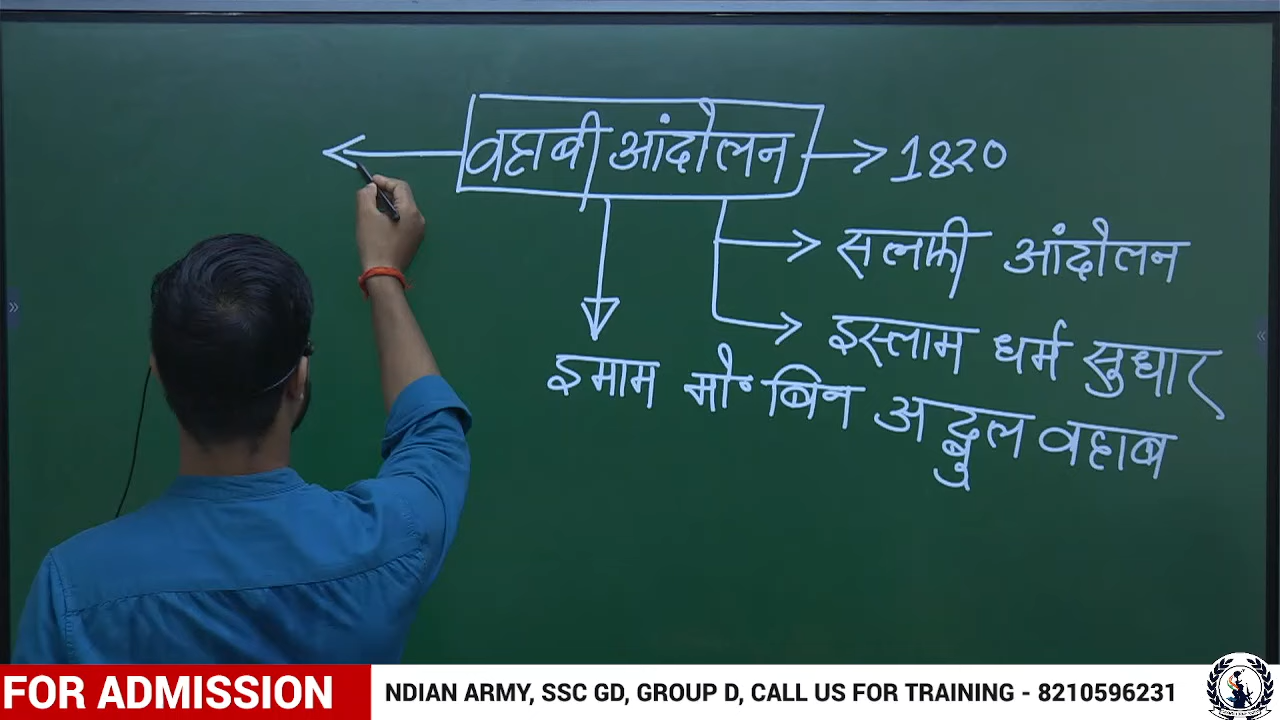 वहाबी आंदोलन
1820
सलफी आंदोलन
इस्लाम धर्म सुधार
इमाम मो॰ बिन अब्दुल वहाब
FOR ADMISSION
NDIAN ARMY, SSC GD, GROUP D, CALL US FOR TRAINING - 8210596231